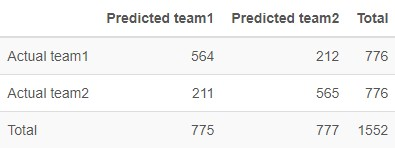 Predicted team1 Predicted team2 Total
Actual team1 564 212 776
Actual team2 211 565 776
Total 775 777 1552